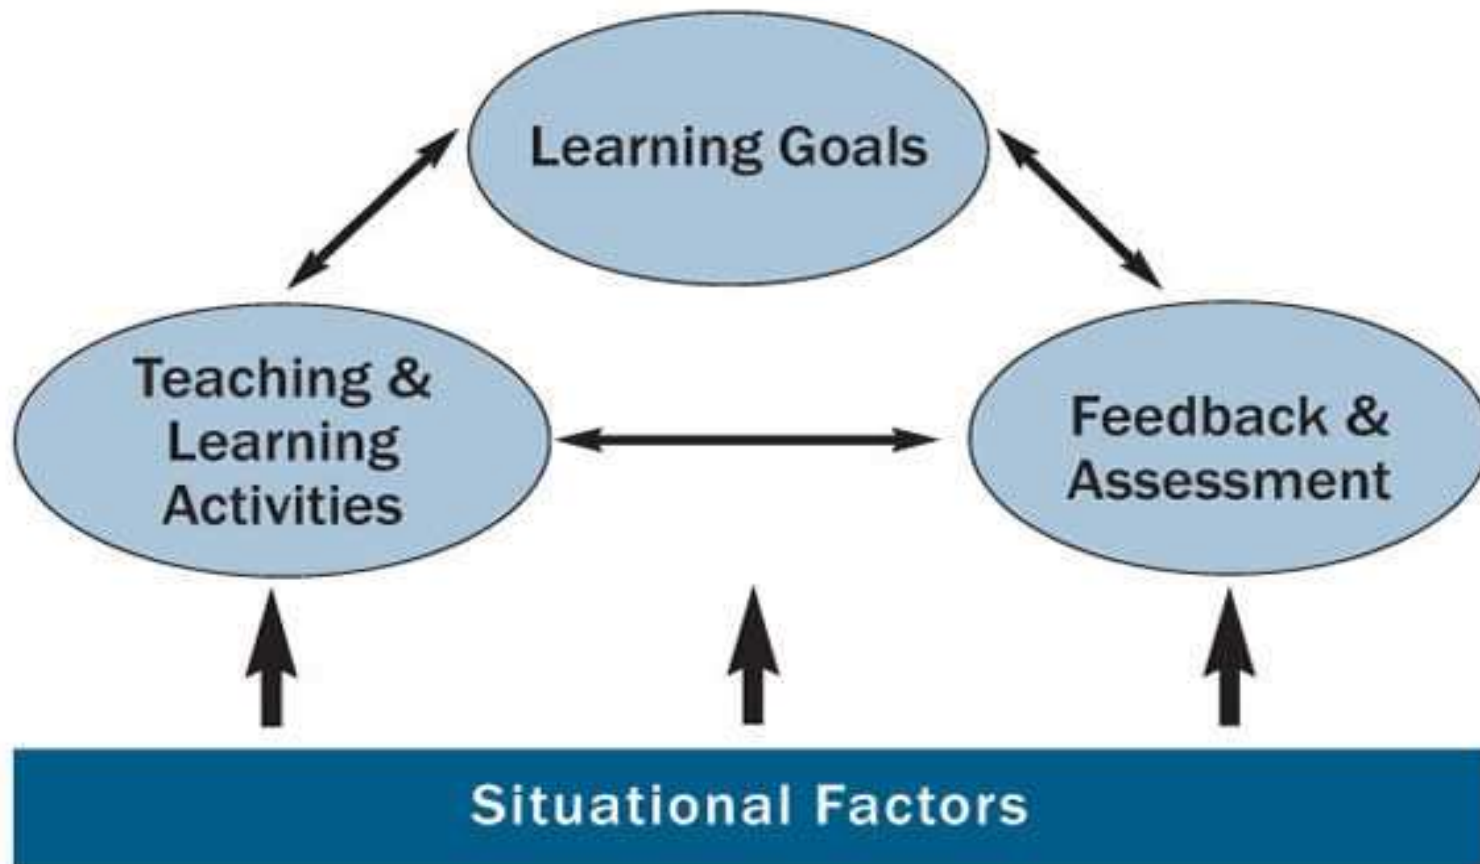 Learning Goals
Teaching &
Learning
Activities
Feedback &
Assessment
Situational Factors